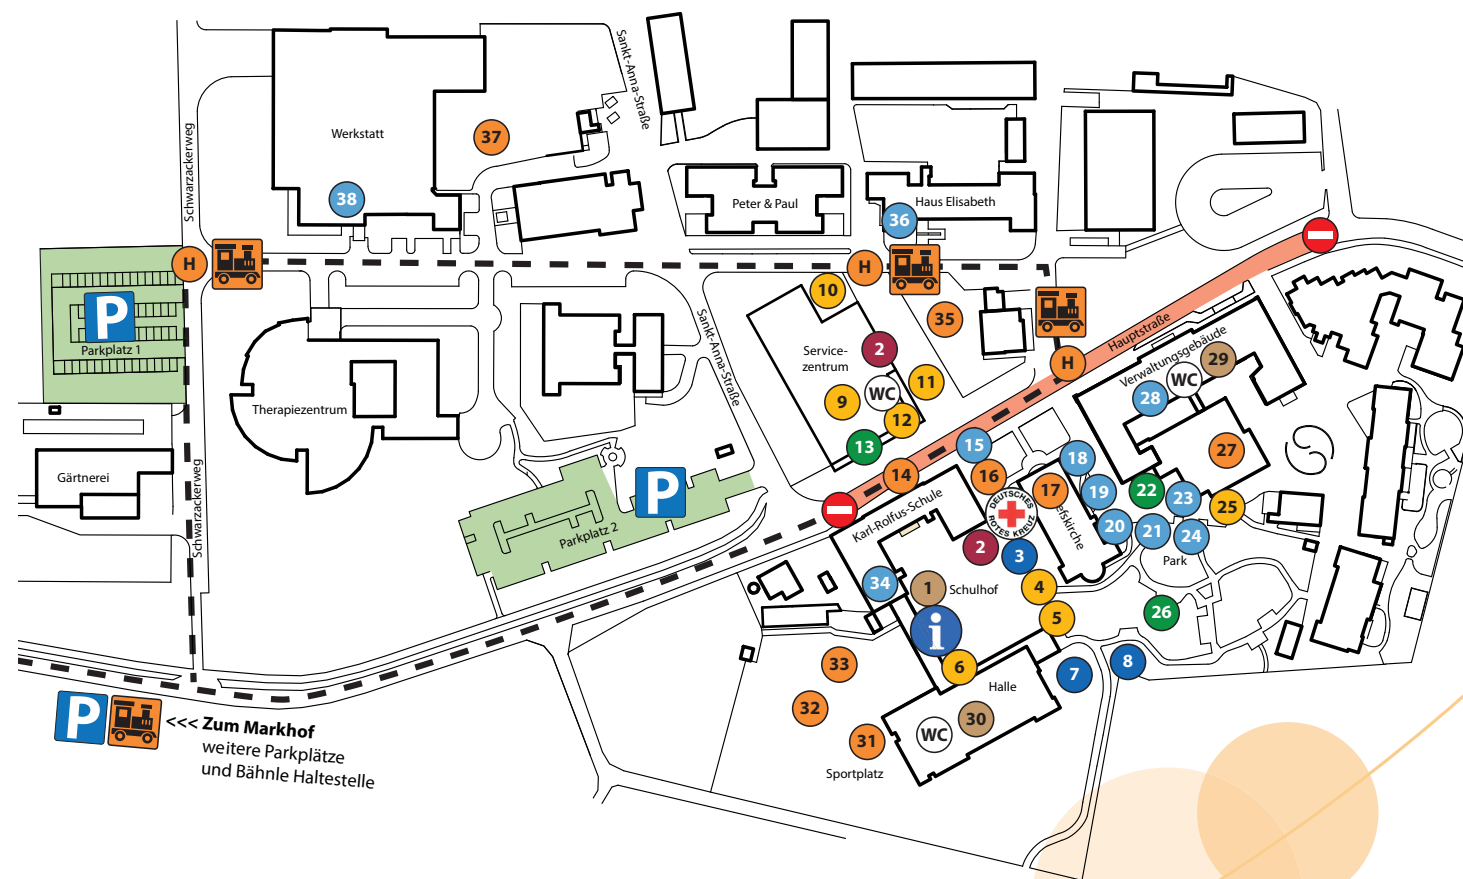 Sankt-Anna-Straße
37
Werkstatt
Schwarzackerweg
38
Peter & Paul
Haus Elisabeth
36
H
H
P
Parkplatz 1
10
35
Service-
zentrum
2
Sankt-Anna-Straße
Hauptstraße
Verwaltungsgebäude
29
WC
28
H
11
WC
9
12
Therapiezentrum
13
15
18
27
Gärtnerei
14
16
17
19
22
23
25
P
Parkplatz 2
Karl-Rolfus-Schule
DEUTSCHES
ROTES KREUZ
efskirche
20
21
24
Park
Schwarzackerweg
2
3
34
1
Schulhof
4
26
i
5
33
6
7
8
Halle
32
30
WC
31
Sportplatz
P
<<< Zum Markhof
weitere Parkplätze
und Bähnle Haltestelle